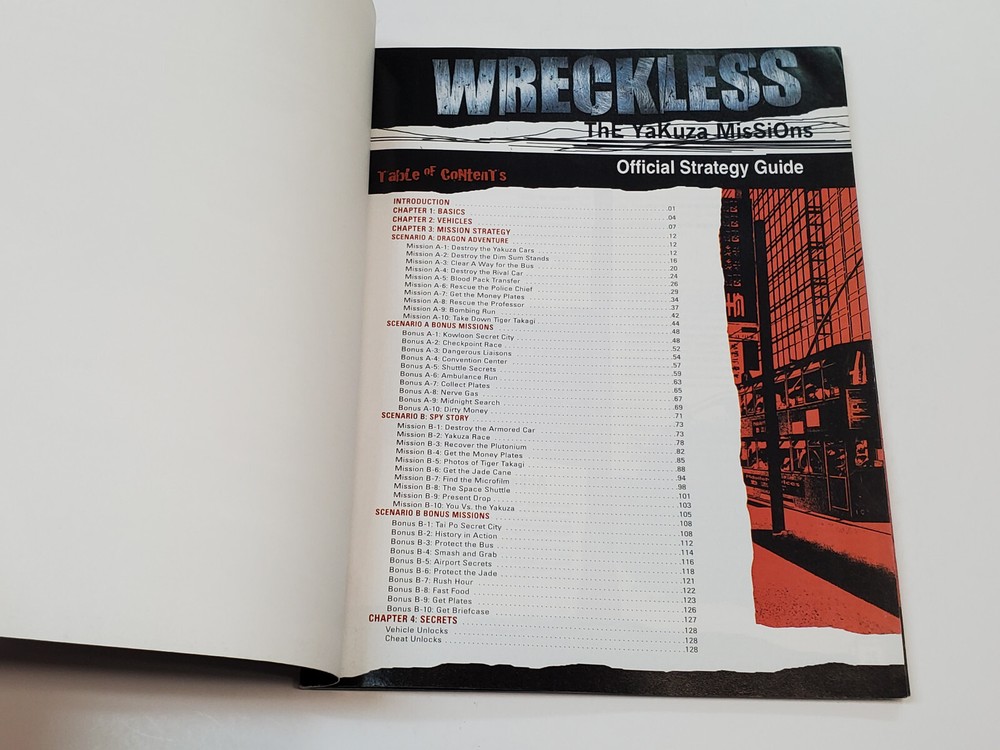 WRECKLESS
ThE YaKuza MisSiOns
Official Strategy Guide
Table oF ConTenTs
INTRODUCTION .01
CHAPTER 1: BASICS .04
CHAPTER 2: VEHICLES .07
CHAPTER 3: MISSION STRATEGY .12
SCENARIO A: DRAGON ADVENTURE .12
Mission A-1: Destroy the Yakuza Cars .12
Mission A-2: Destroy the Dim Sum Stands .16
Mission A-3: Clear A Way for the Bus .20
Mission A-4: Destroy the Rival Car .24
Mission A-5: Blood Pack Transfer .26
Mission A-6: Rescue the Police Chief .29
Mission A-7: Get the Money Plates .34
Mission A-8: Rescue the Professor .37
Mission A-9: Bombing Run .42
Mission A-10: Take Down Tiger Takagi .44
SCENARIO A BONUS MISSIONS .48
Bonus A-1: Kowloon Secret City .48
Bonus A-2: Checkpoint Race .52
Bonus A-3: Dangerous Liaisons .54
Bonus A-4: Convention Center .57
Bonus A-5: Shuttle Secrets .59
Bonus A-6: Ambulance Run .63
Bonus A-7: Collect Plates .65
Bonus A-8: Nerve Gas .67
Bonus A-9: Midnight Search .69
Bonus A-10: Dirty Money .71
SCENARIO B: SPY STORY .73
Mission B-1: Destroy the Armored Car .73
Mission B-2: Yakuza Race .78
Mission B-3: Recover the Plutonium .82
Mission B-4: Get the Money Plates .85
Mission B-5: Photos of Tiger Takagi .88
Mission B-6: Get the Jade Cane .94
Mission B-7: Find the Microfilm .98
Mission B-8: The Space Shuttle .101
Mission B-9: Present Drop .103
Mission B-10: You Vs. the Yakuza .105
SCENARIO B BONUS MISSIONS .108
Bonus B-1: Tai Po Secret City .108
Bonus B-2: History in Action .112
Bonus B-3: Protect the Bus .114
Bonus B-4: Smash and Grab .116
Bonus B-5: Airport Secrets .118
Bonus B-6: Protect the Jade .121
Bonus B-7: Rush Hour .122
Bonus B-8: Fast Food .123
Bonus B-9: Get Plates .126
Bonus B-10: Get Briefcase .127
CHAPTER 4: SECRETS .128
Vehicle Unlocks .128
Cheat Unlocks .128